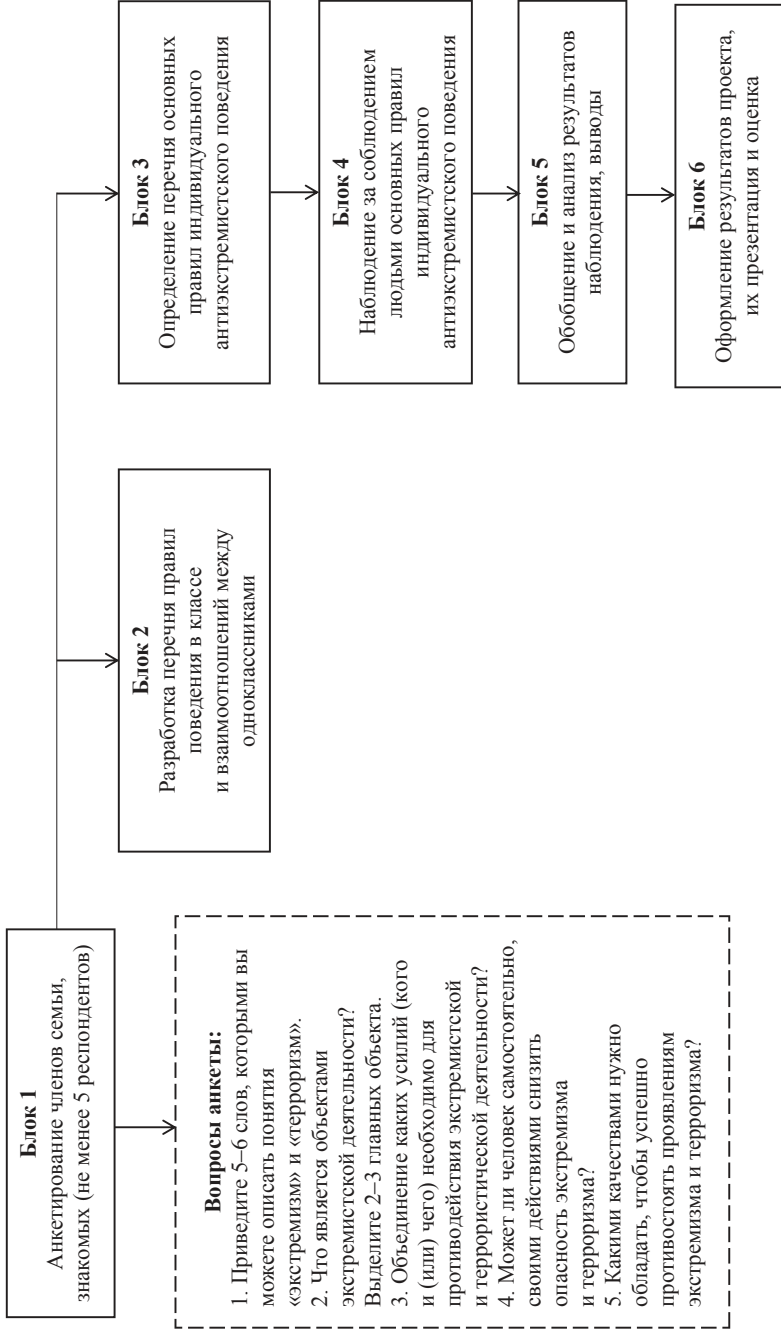 Блок 1
Анкетирование членов семьи,
знакомых (не менее 5 респондентов)
Вопросы анкеты:
1. Приведите 5–6 слов, которыми вы
можете описать понятия
«экстремизм» и «терроризм».
2. Что является объектами
экстремистской деятельности?
Выделите 2–3 главных объекта.
3. Объединение каких усилий (кого
и (или) чего) необходимо для
противодействия экстремистской
и террористической деятельности?
4. Может ли человек самостоятельно,
своими действиями снизить
опасность экстремизма
и терроризма?
5. Какими качествами нужно
обладать, чтобы успешно
противостоять проявлениям
экстремизма и терроризма?
Блок 2
Разработка перечня правил
поведения в классе
и взаимоотношений между
одноклассниками
Блок 3
Определение перечня основных
правил индивидуального
антиэкстремистского поведения
Блок 4
Наблюдение за соблюдением
людьми основных правил
индивидуального
антиэкстремистского поведения
Блок 5
Обобщение и анализ результатов
наблюдения, выводы
Блок 6
Оформление результатов проекта,
их презентация и оценка